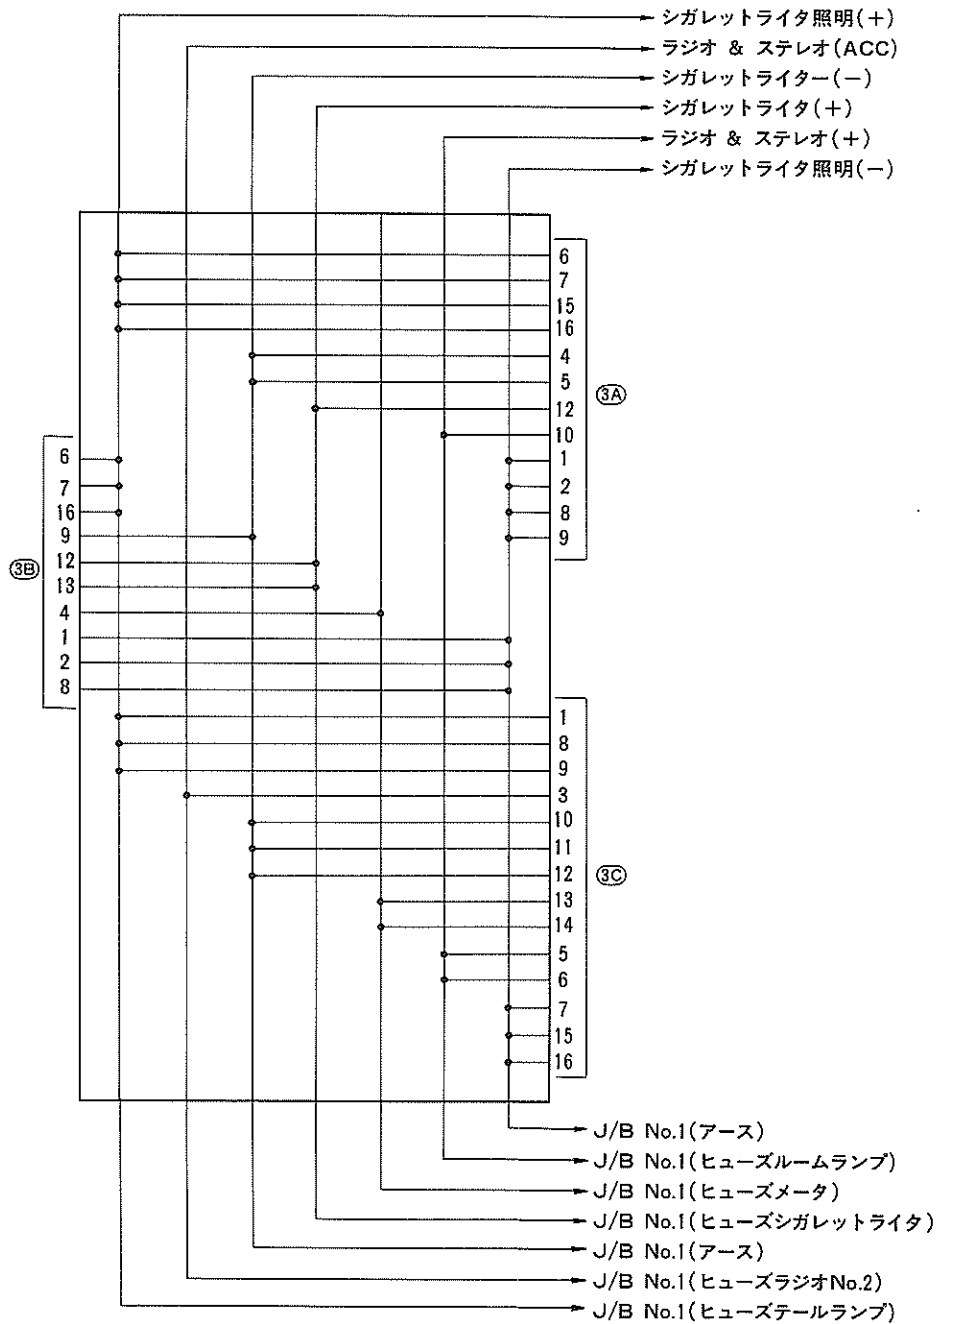 シガレットライタ照明(+)
ラジオ & ステレオ(ACC)
シガレットライター(−)
シガレットライタ(+)
ラジオ & ステレオ(+)
シガレットライタ照明(−)
6
7
15
16
4
5
12
10
1
2
8
9
3A
6
7
16
9
12
13
4
1
2
8
3B
1
8
9
3
10
11
12
13
14
5
6
7
15
16
3C
J/B No.1(アース)
J/B No.1(ヒューズルームランプ)
J/B No.1(ヒューズメータ)
J/B No.1(ヒューズシガレットライタ)
J/B No.1(アース)
J/B No.1(ヒューズラジオNo.2)
J/B No.1(ヒューズテールランプ)